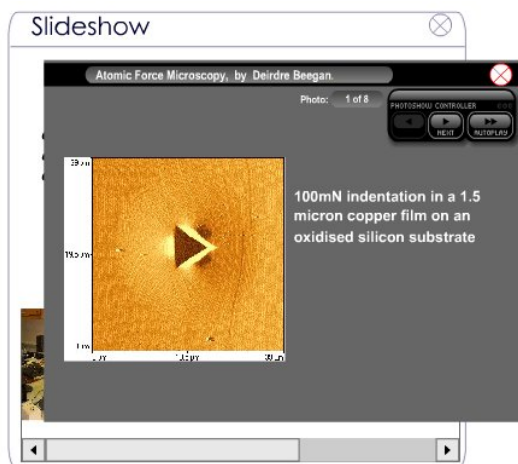 Slideshow
Atomic Force Microscopy, by Deirdre Beegan.
Photo: 1 of 8
PHOTOSHOW CONTROLLER
NEXT
AUTOPLAY
100mN indentation in a 1.5
micron copper film on an
oxidised silicon substrate